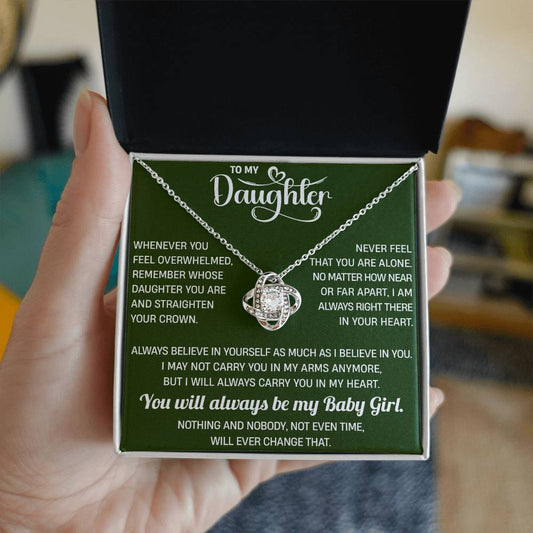 TO MY
Daughter
WHENEVER YOU
FEEL OVERWHELMED,
REMEMBER WHOSE
DAUGHTER YOU ARE
AND STRAIGHTEN
YOUR CROWN.
NEVER FEEL
THAT YOU ARE ALONE.
NO MATTER HOW NEAR
OR FAR APART, I AM
ALWAYS RIGHT THERE
IN YOUR HEART.
ALWAYS BELIEVE IN YOURSELF AS MUCH AS I BELIEVE IN YOU.
I MAY NOT CARRY YOU IN MY ARMS ANYMORE,
BUT I WILL ALWAYS CARRY YOU IN MY HEART.
You will always be my Baby Girl.
NOTHING AND NOBODY, NOT EVEN TIME,
WILL EVER CHANGE THAT.